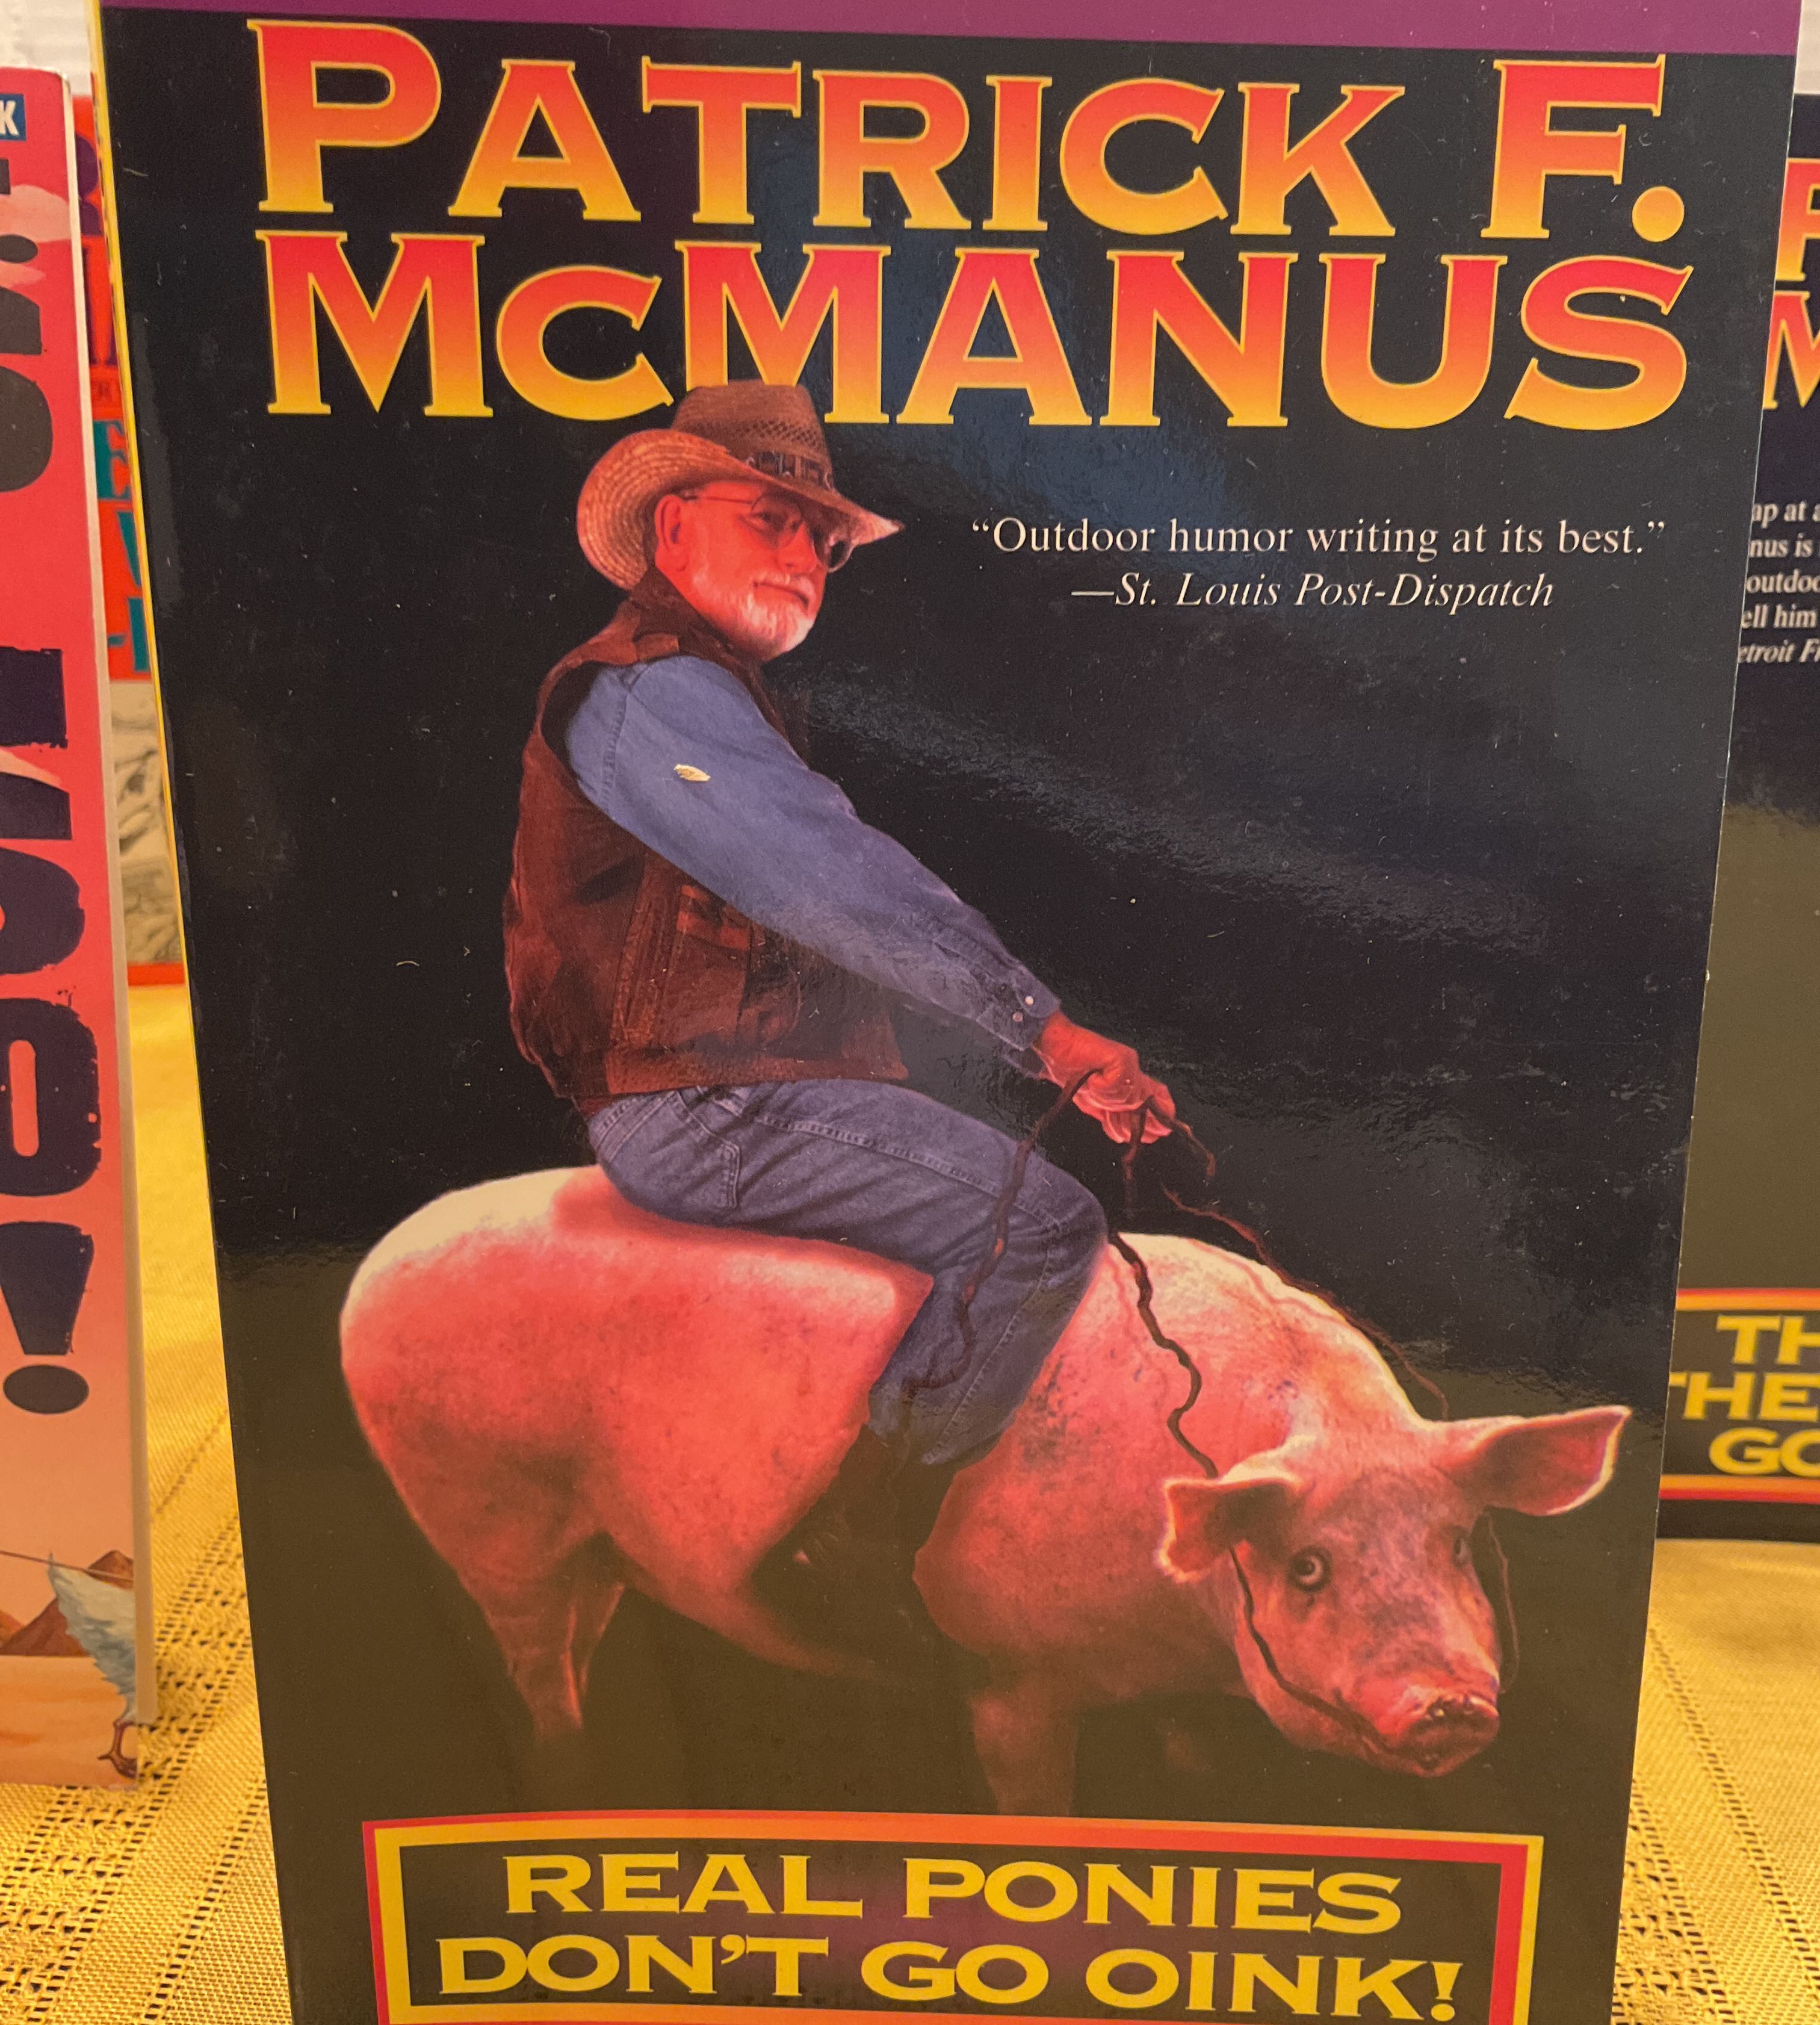 PATRICK F.
MCMANUS
“Outdoor humor writing at its best.”
—St. Louis Post-Dispatch
REAL PONIES
DON’T GO OINK!